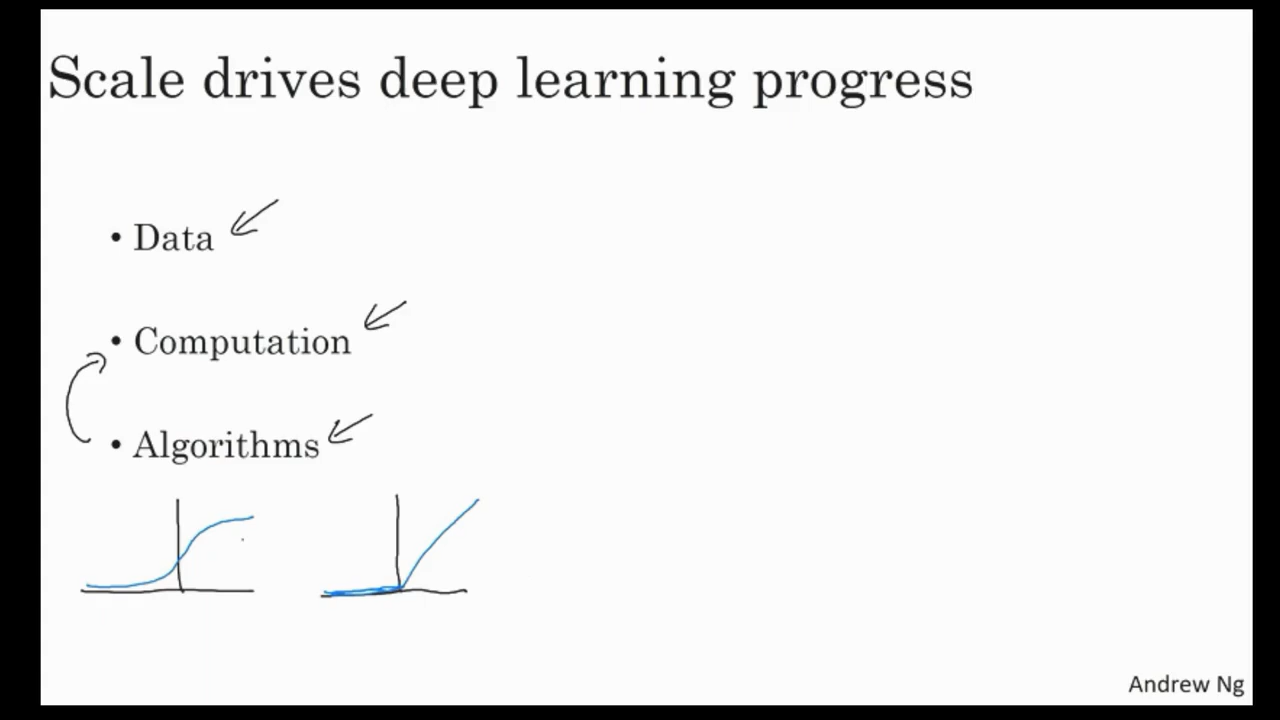 Scale drives deep learning progress
• Data
• Computation
• Algorithms
Andrew Ng